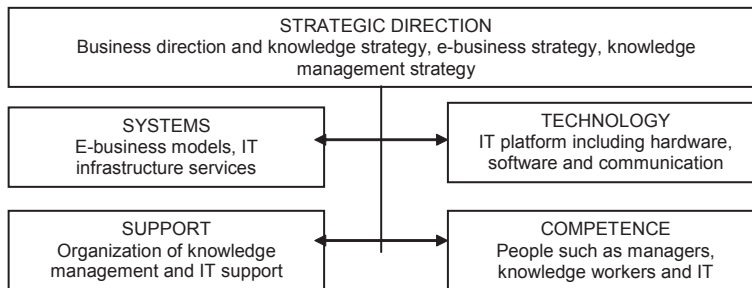 STRATEGIC DIRECTION
Business direction and knowledge strategy, e-business strategy, knowledge
management strategy
SYSTEMS
E-business models, IT
infrastructure services
TECHNOLOGY
IT platform including hardware,
software and communication
SUPPORT
Organization of knowledge
management and IT support
COMPETENCE
People such as managers,
knowledge workers and IT